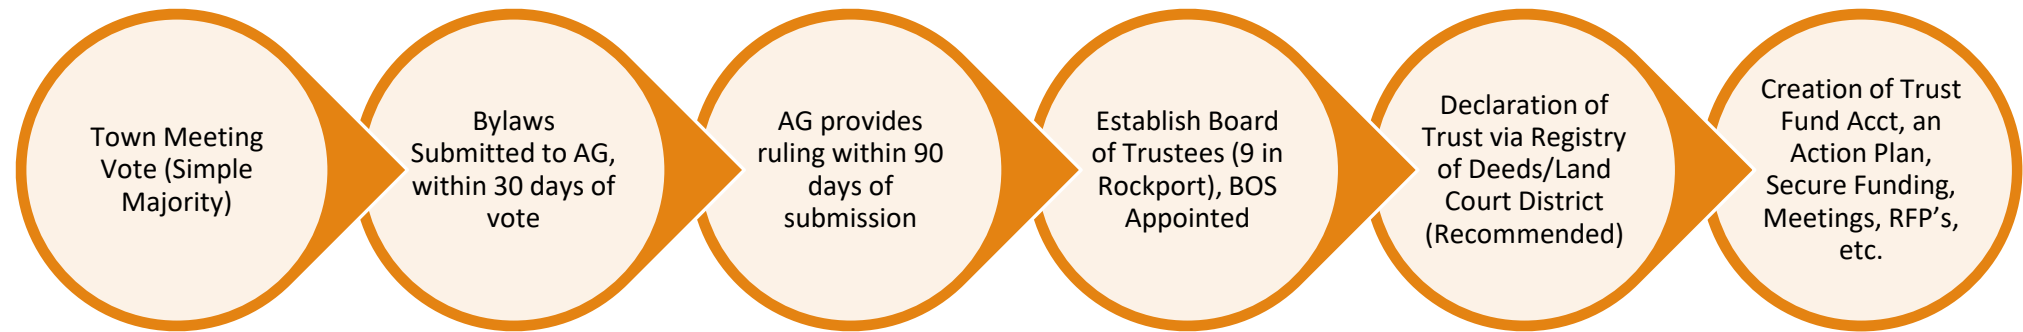 Town Meeting
Vote (Simple
Majority)
Bylaws
Submitted to AG,
within 30 days of
vote
AG provides
ruling within 90
days of
submission
Establish Board
of Trustees (9 in
Rockport), BOS
Appointed
Declaration of
Trust via Registry
of Deeds/Land
Court District
(Recommended)
Creation of Trust
Fund Acct, an
Action Plan,
Secure Funding,
Meetings, RFP’s,
etc.